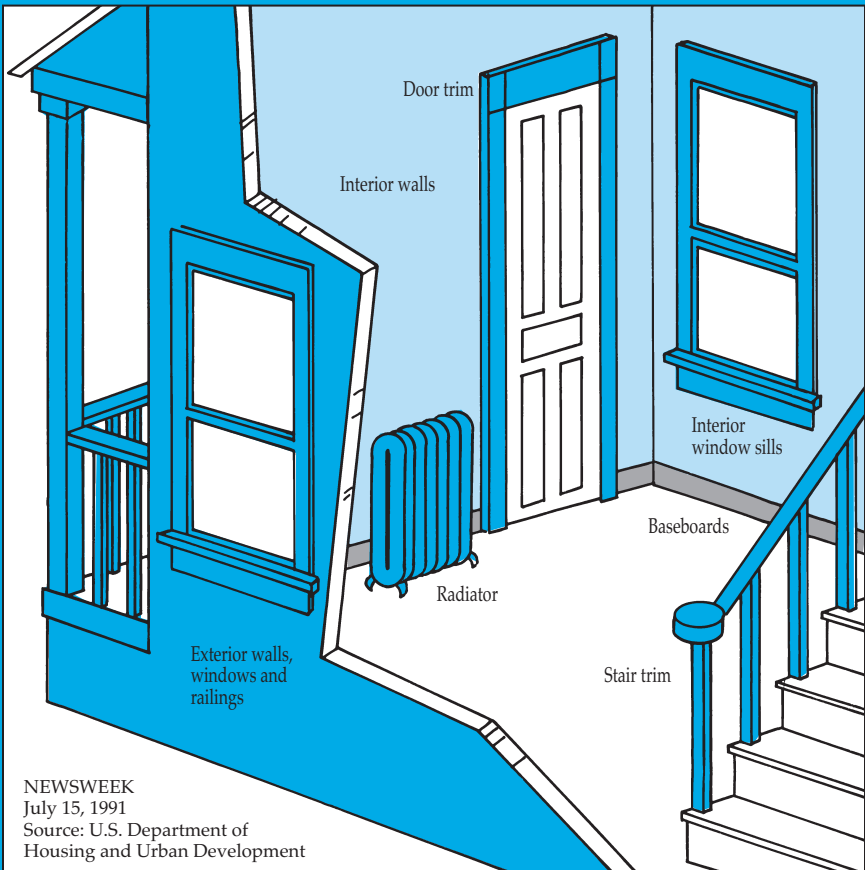 Door trim
Interior walls
Interior
window sills
Baseboards
Radiator
Stair trim
Exterior walls,
windows and
railings
NEWSWEEK
July 15, 1991
Source: U.S. Department of
Housing and Urban Development